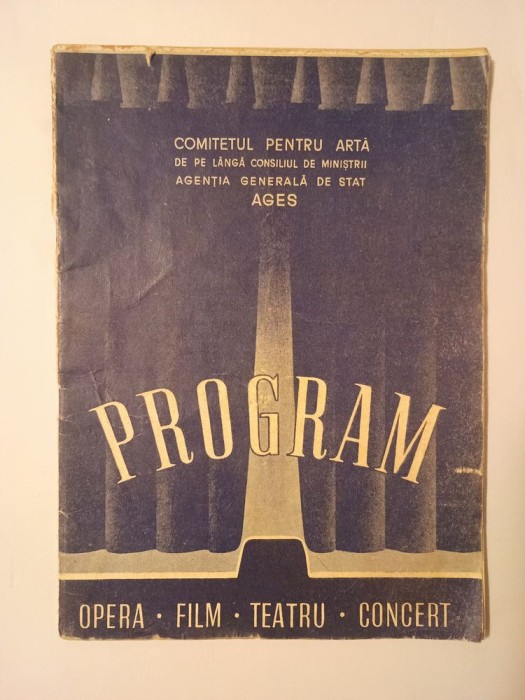 COMITETUL PENTRU ARTĂ
DE PE LÂNGĂ CONSILIUL DE MINIȘTRII
AGENȚIA GENERALĂ DE STAT
AGES
PROGRAM
OPERA · FILM · TEATRU · CONCERT